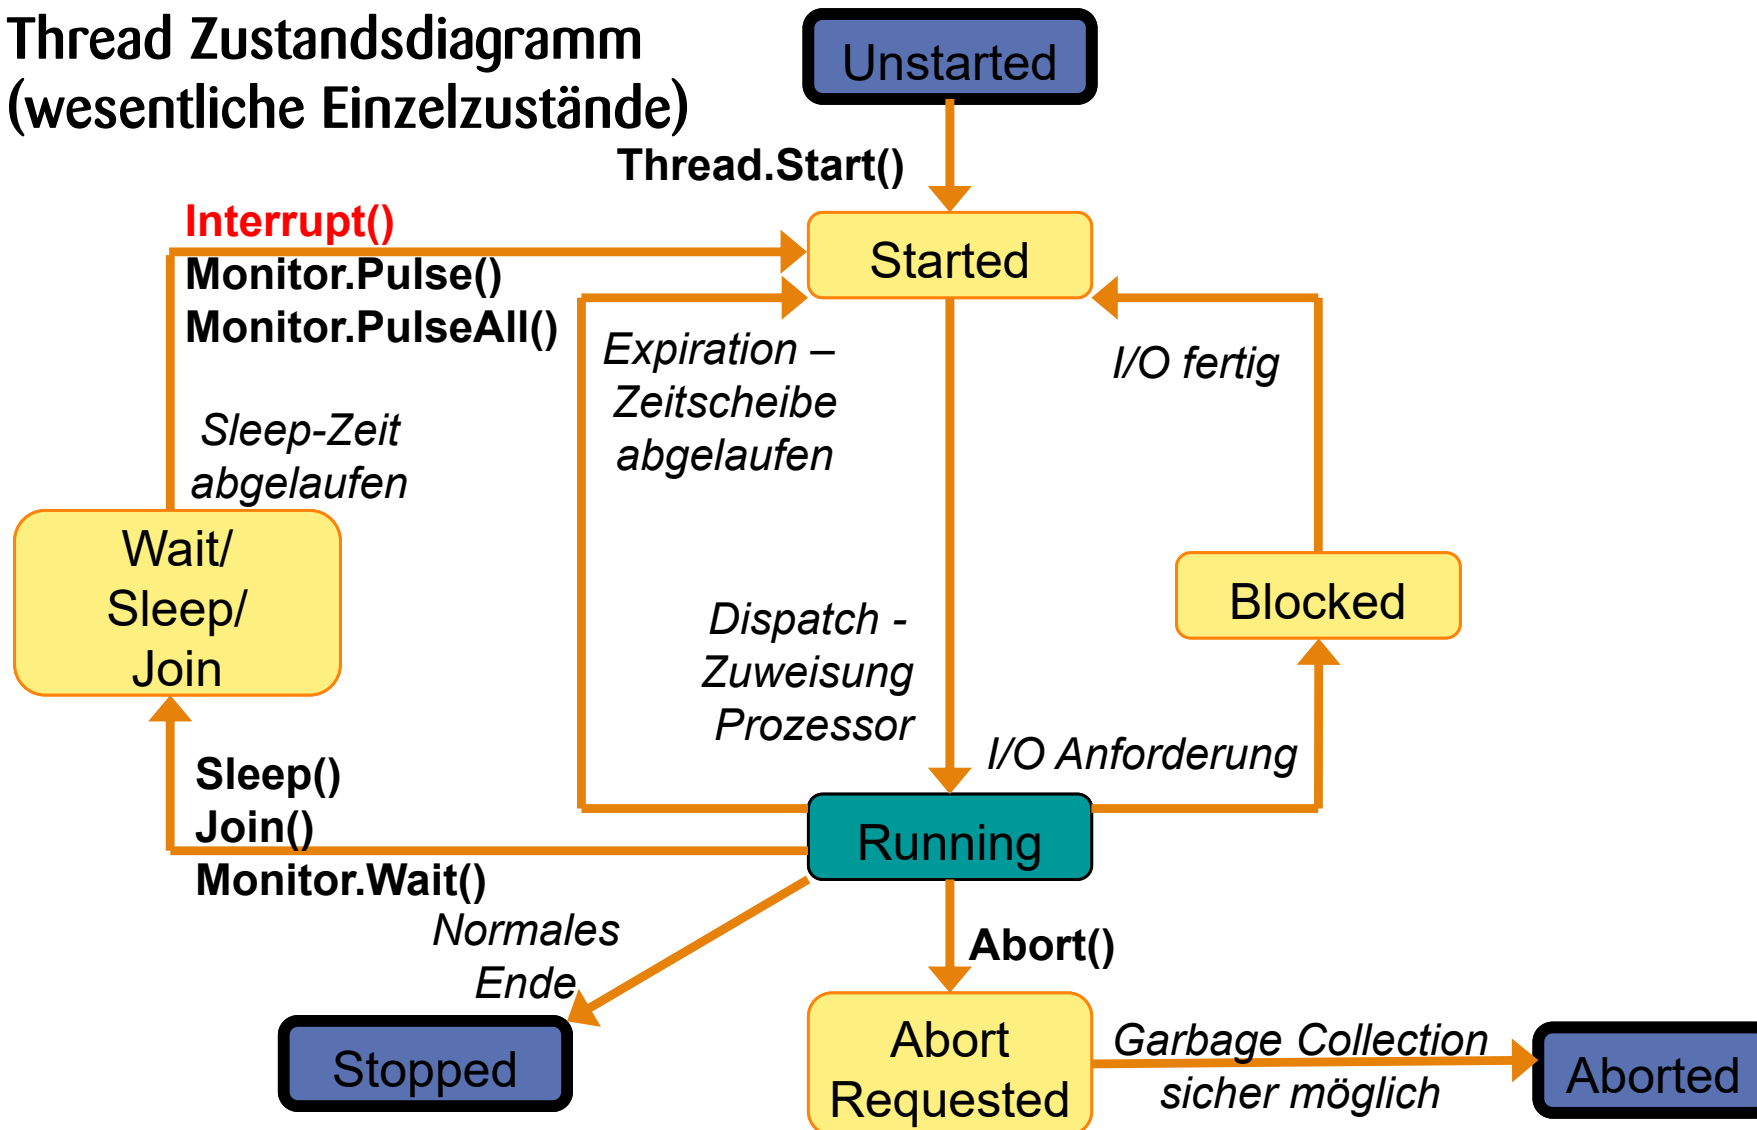 Thread Zustandsdiagramm
(wesentliche Einzelzustände)
Unstarted
Thread.Start()
Interrupt()
Monitor.Pulse()
Monitor.PulseAll()
Started
Expiration –
Zeitscheibe
abgelaufen
I/O fertig
Sleep-Zeit
abgelaufen
Wait/
Sleep/
Join
Blocked
Dispatch -
Zuweisung
Prozessor
I/O Anforderung
Sleep()
Join()
Monitor.Wait()
Running
Normales
Ende
Abort()
Stopped
Abort
Requested
Garbage Collection
sicher möglich
Aborted